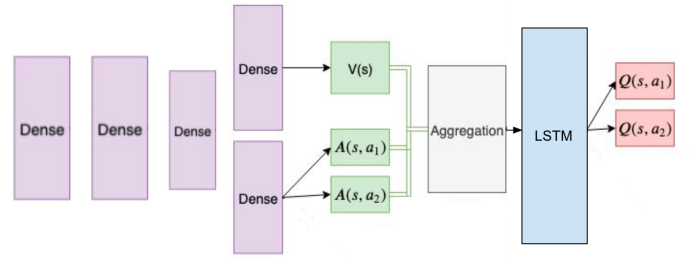 Dense
Dense
Dense
Dense
Dense
V(s)
A(s, a₁)
A(s, a₂)
Aggregation
LSTM
Q(s, a₁)
Q(s, a₂)